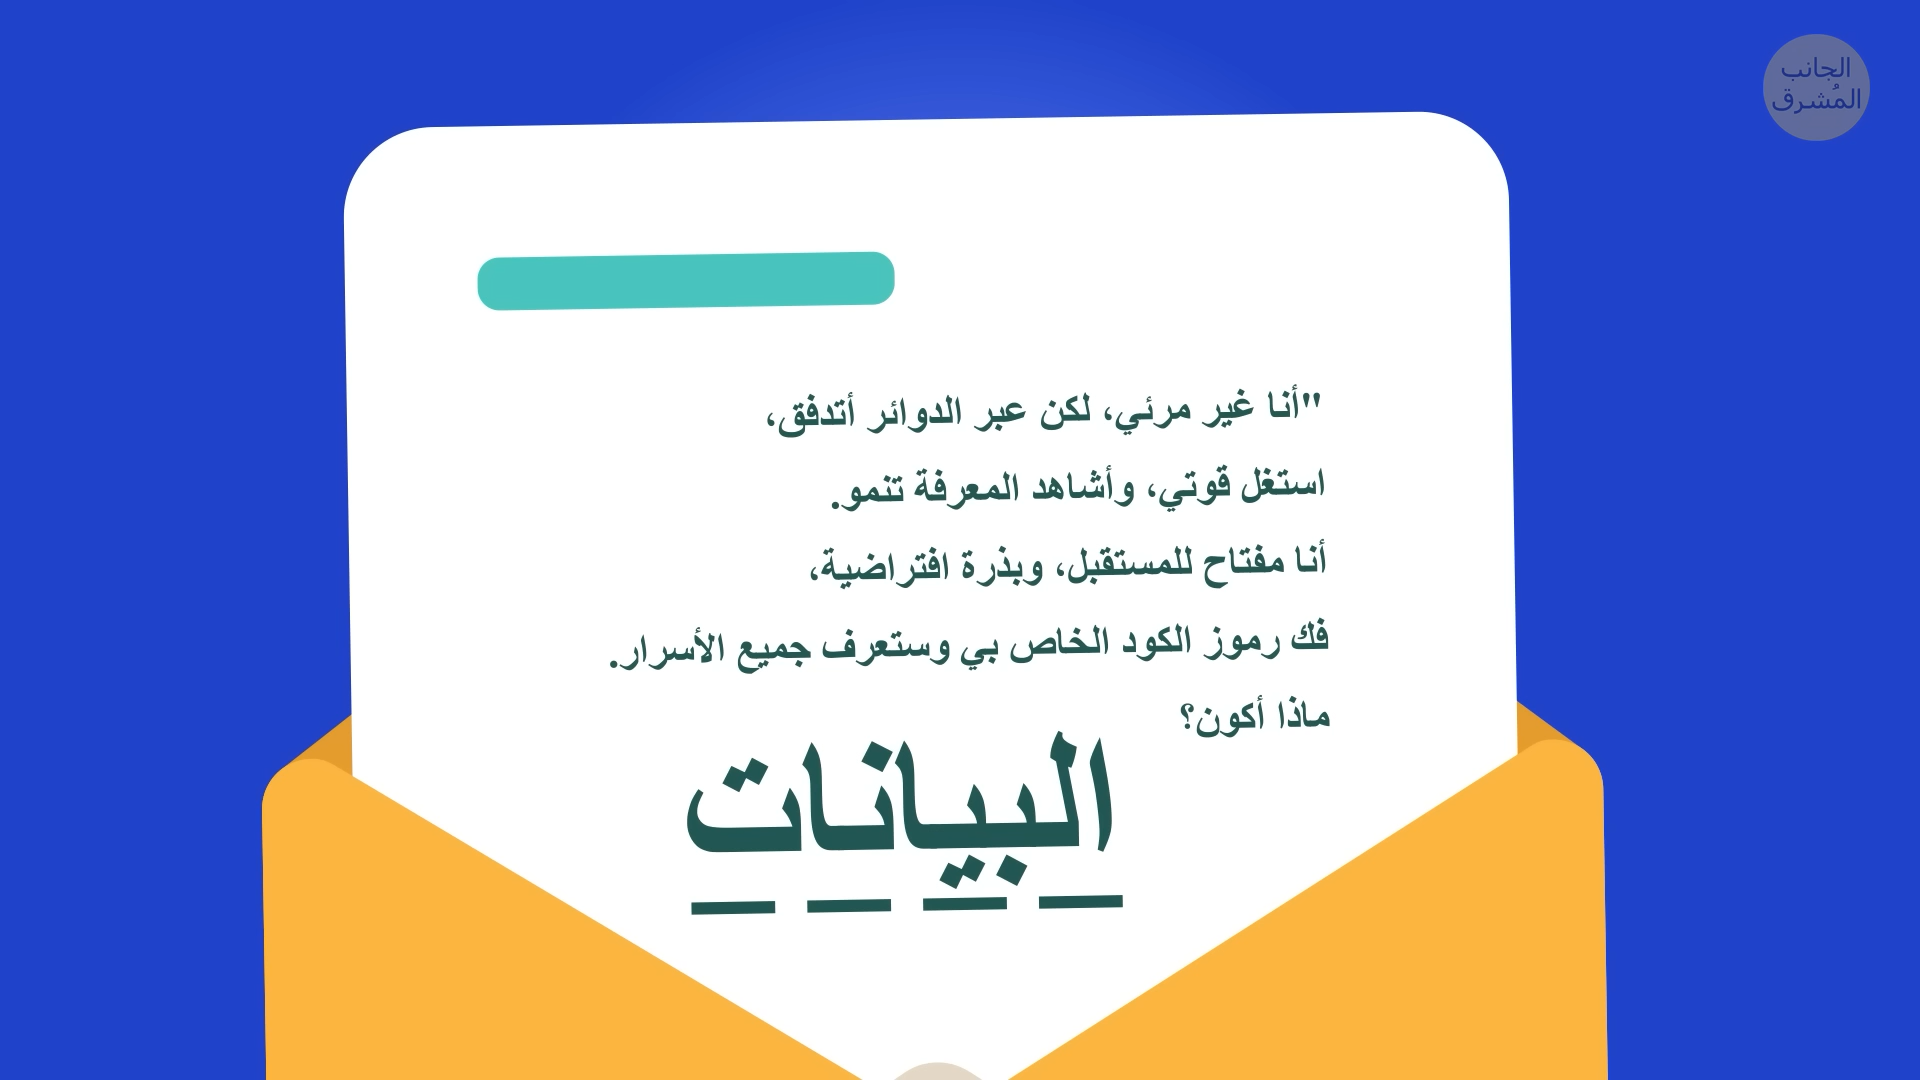 الجانب
المُشرق
"أنا غير مرئي، لكن عبر الدوائر أتدفق،
استغل قوتي، وأشاهد المعرفة تنمو.
أنا مفتاح للمستقبل، وبذرة افتراضية،
فك رموز الكود الخاص بي وستعرف جميع الأسرار.
ماذا أكون؟
البيانات